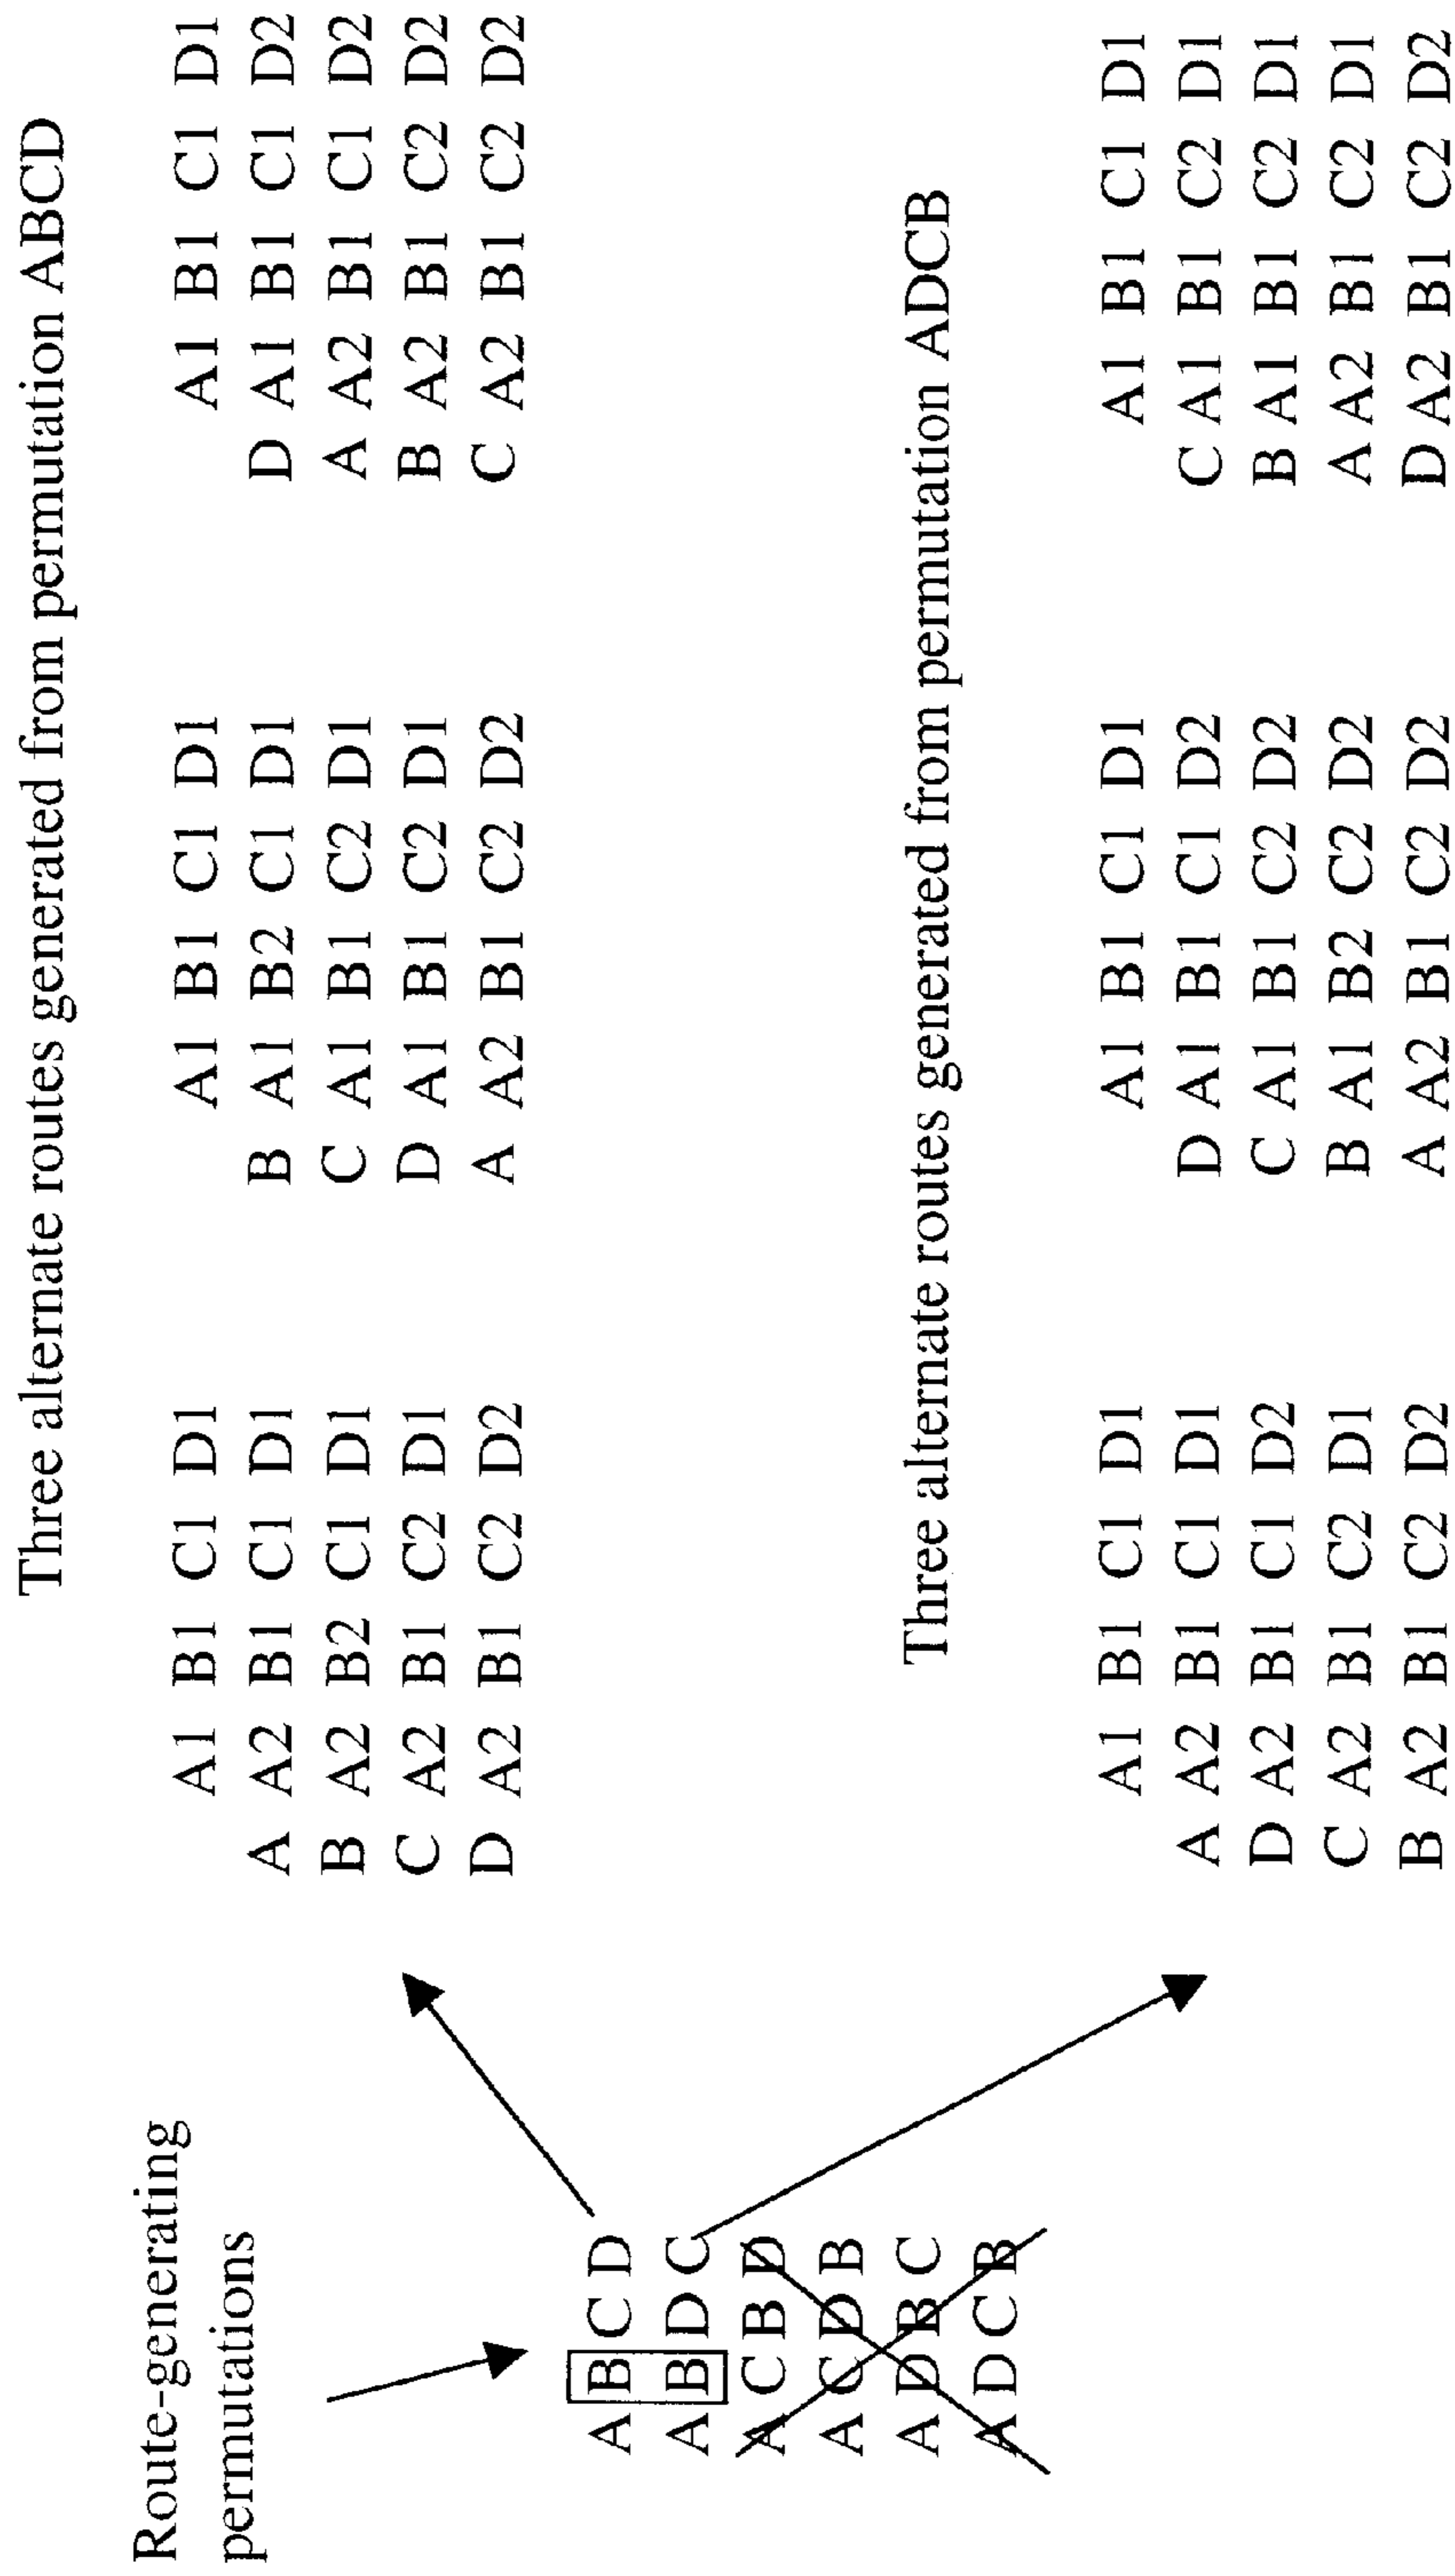 Route-generating
permutations
A B C D
A B D C
A C B D
A C D B
A D B C
A D C B
Three alternate routes generated from permutation ABCD
A1 B1 C1 D1
A A2 B1 C1 D1
B A2 B2 C1 D1
C A2 B1 C2 D1
D A2 B1 C2 D2
A1 B1 C1 D1
B A1 B2 C1 D1
C A1 B1 C2 D1
D A1 B1 C2 D1
A A2 B1 C2 D2
A1 B1 C1 D1
D A1 B1 C1 D2
A A2 B1 C1 D2
B A2 B1 C2 D2
C A2 B1 C2 D2
Three alternate routes generated from permutation ADCB
A1 B1 C1 D1
A A2 B1 C1 D1
D A2 B1 C1 D2
C A2 B1 C2 D1
B A2 B1 C2 D2
A1 B1 C1 D1
D A1 B1 C1 D2
C A1 B1 C2 D2
B A1 B2 C2 D2
A A2 B1 C2 D2
A1 B1 C1 D1
C A1 B1 C2 D1
B A1 B1 C2 D1
A A2 B1 C2 D1
D A2 B1 C2 D2